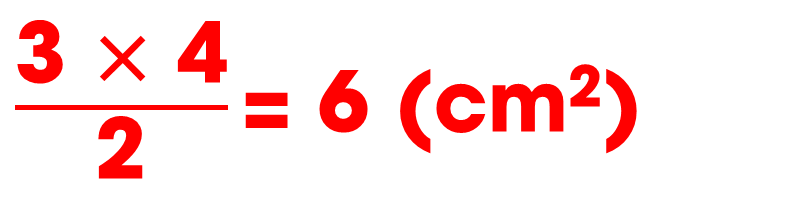 3 × 4
2
= 6 (cm²)